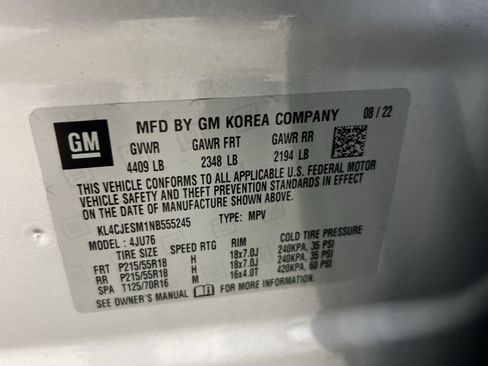 GM
MFD BY GM KOREA COMPANY 08 / 22
GVWR GAWR FRT GAWR RR
4409 LB 2348 LB 2194 LB
THIS VEHICLE CONFORMS TO ALL APPLICABLE U.S. FEDERAL MOTOR
VEHICLE SAFETY AND THEFT PREVENTION STANDARDS IN EFFECT
ON THE DATE OF MANUFACTURE SHOWN ABOVE.
KL4CJESM1NB555245 TYPE: MPV
MODEL: 4JU76
TIRE SIZE SPEED RTG RIM COLD TIRE PRESSURE
FRT P215/55R18 H 18x7.0J 240KPA, 35 PSI
RR P215/55R18 H 18x7.0J 240KPA, 35 PSI
SPA T125/70R16 M 16x4.0T 420KPA, 60 PSI
SEE OWNER'S MANUAL FOR MORE INFORMATION.